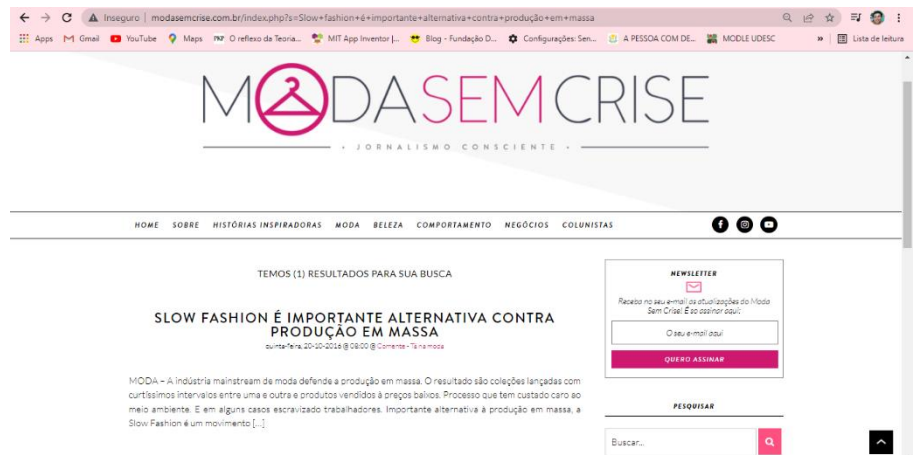 Inseguro | modasemcrise.com.br/index.php?s=Slow+fashion+é+importante+alternativa+contra+produção+em+massa
Apps Gmail YouTube Maps O reflexo da Teoria... MIT App Inventor |... Blog - Fundação D... Configurações: Sen... A PESSOA COM DE... MODLE UDESC » Lista de leitura
MODASEMCRISE
JORNALISMO CONSCIENTE
HOME SOBRE HISTÓRIAS INSPIRADORAS MODA BELEZA COMPORTAMENTO NEGÓCIOS COLUNISTAS
TEMOS (1) RESULTADOS PARA SUA BUSCA
SLOW FASHION É IMPORTANTE ALTERNATIVA CONTRA
PRODUÇÃO EM MASSA
quinta-feira, 20-10-2016 @ 08:00 @ Comente - Tá na moda
MODA – A indústria mainstream de moda defende a produção em massa. O resultado são coleções lançadas com
curtíssimos intervalos entre uma e outra e produtos vendidos à preços baixos. Processo que tem custado caro ao
meio ambiente. E em alguns casos escravizado trabalhadores. Importante alternativa à produção em massa, a
Slow Fashion é um movimento [...]
NEWSLETTER
Receba no seu e-mail as atualizações do Moda
Sem Crise! É so assinar aqui:
O seu e-mail aqui
QUERO ASSINAR
PESQUISAR
Buscar...